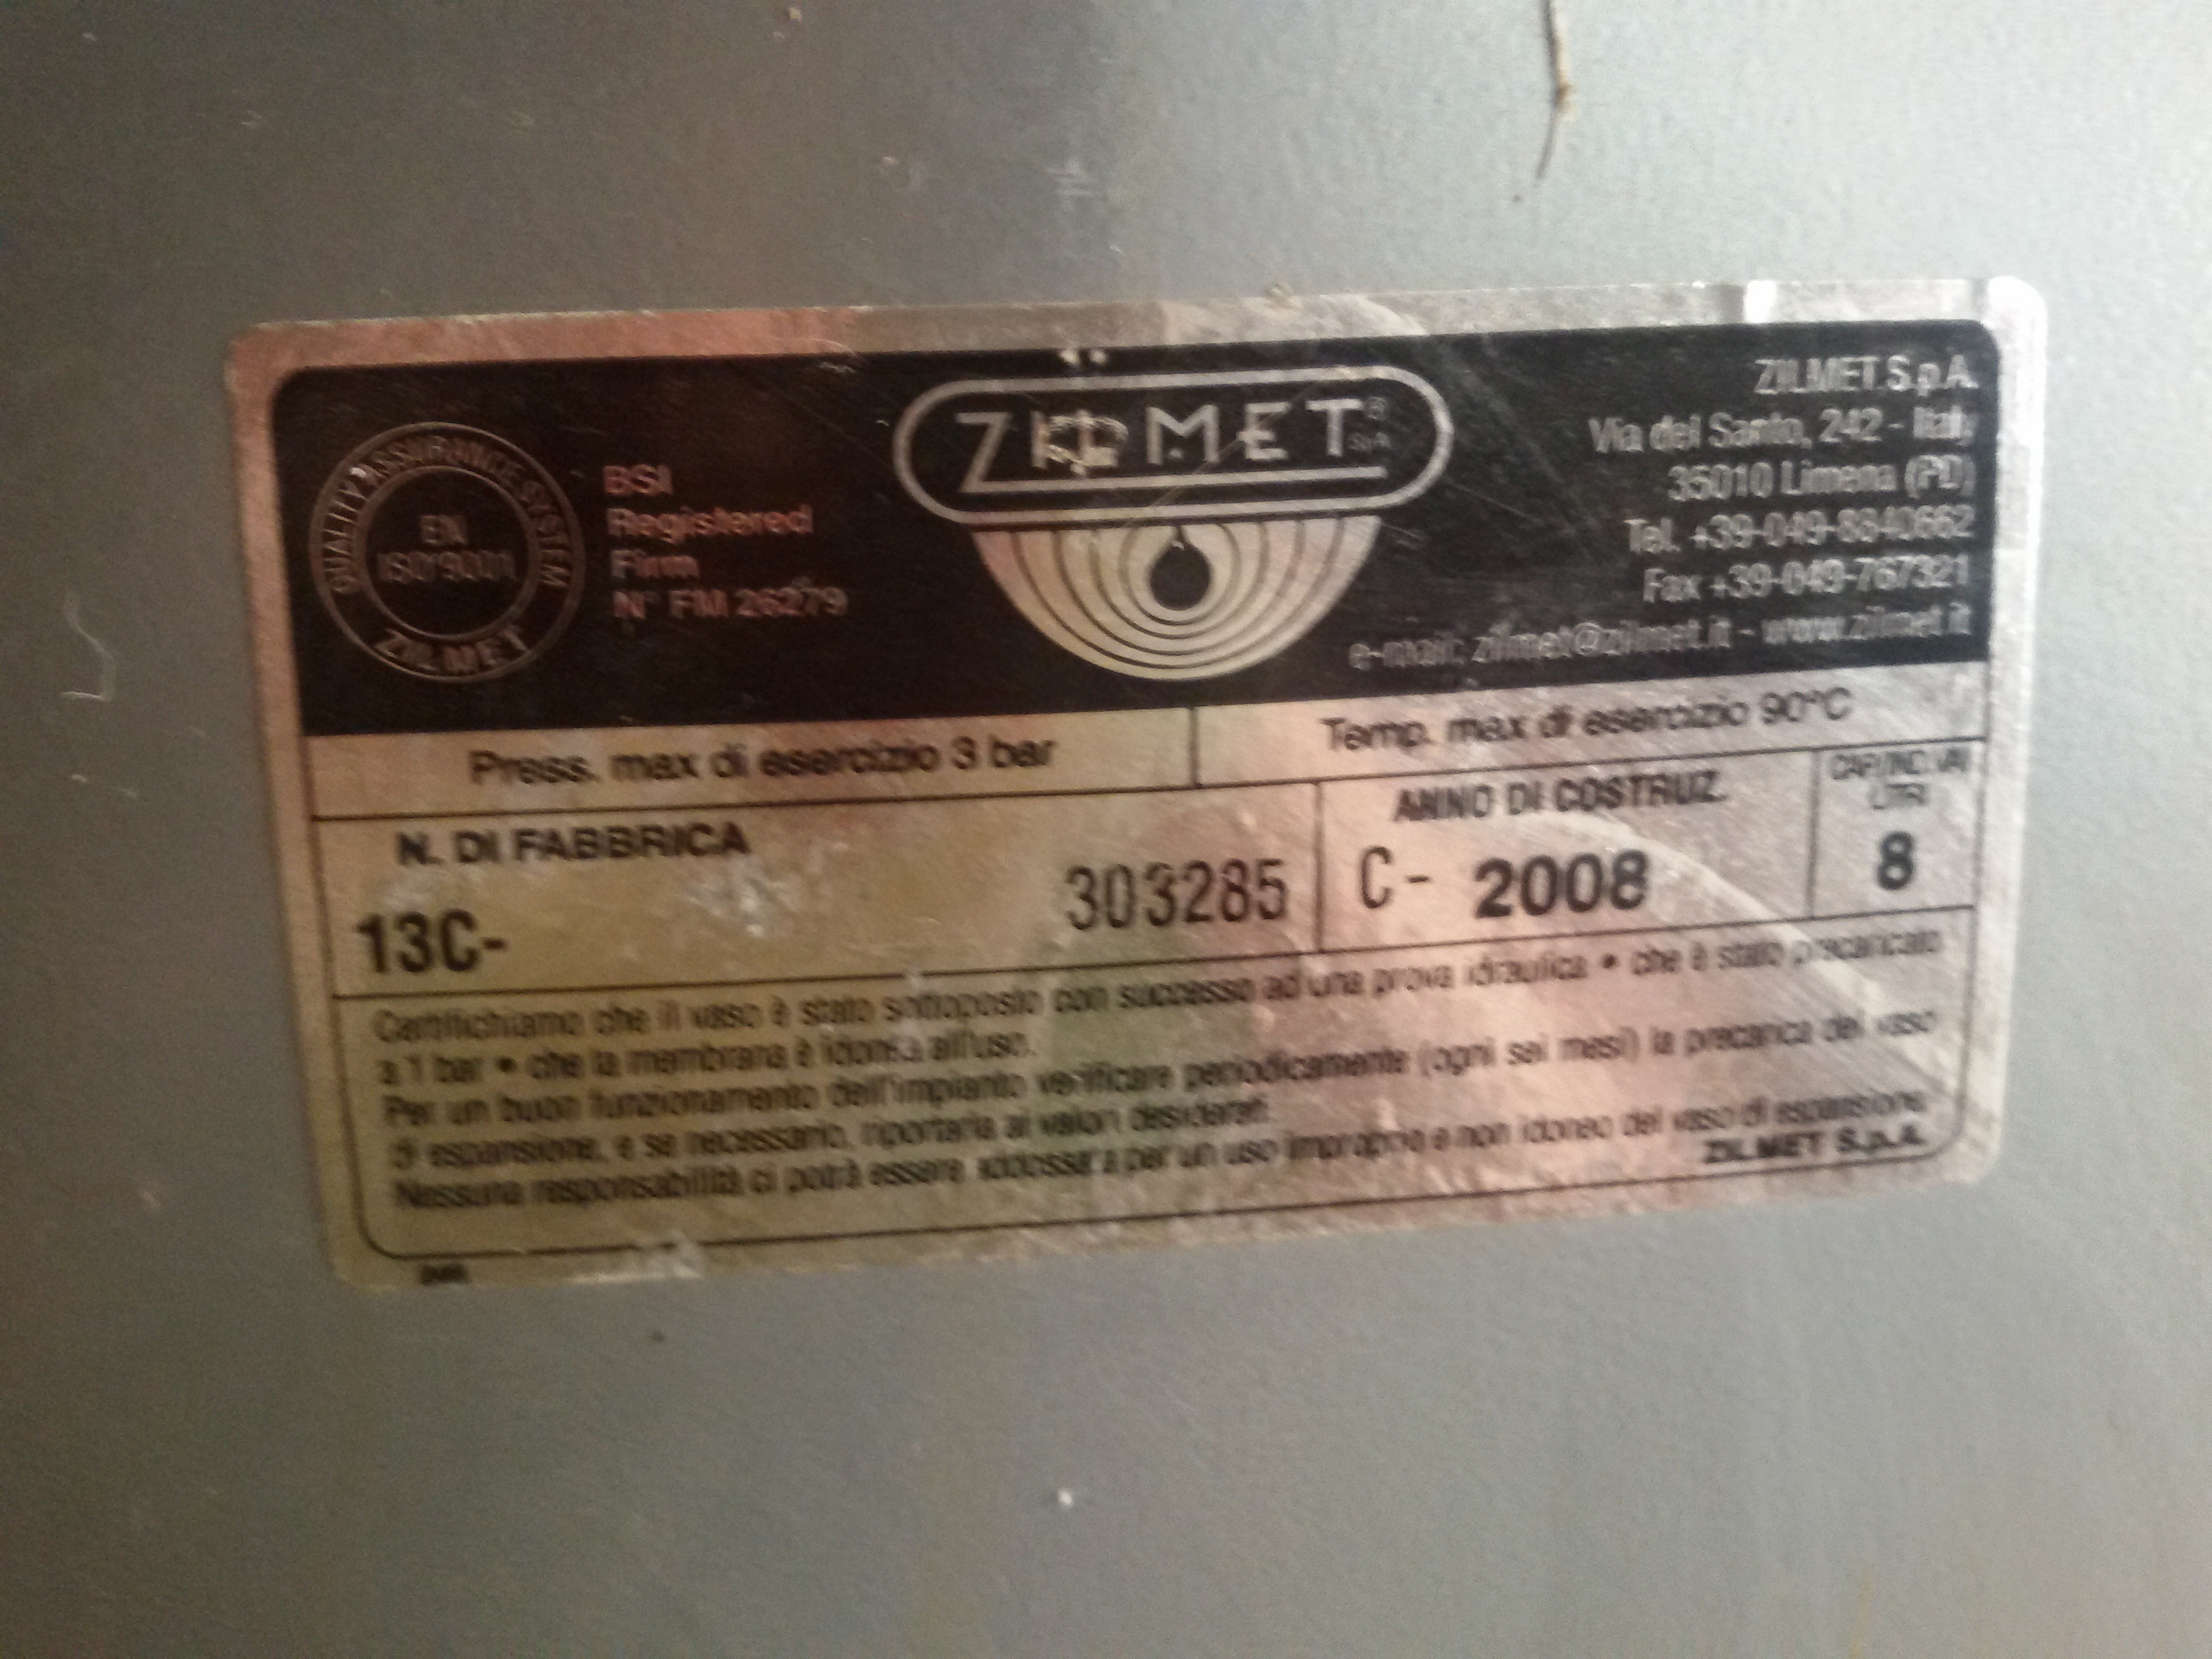 QUALITY ASSURANCE SYSTEM
EN
ISO 9001
ZILMET
BSI
Registered
Firm
N° FM 26279
ZILMET®
SpA
ZILMET S.p.A.
Via del Santo, 242 - Italy
35010 Limena (PD)
Tel. +39-049-8840662
Fax +39-049-767321
e-mail: zilmet@zilmet.it - www.zilmet.it
Press. max di esercizio 3 bar
Temp. max di esercizio 90°C
N. DI FABBRICA
13C- 303285
ANNO DI COSTRUZ.
C- 2008
LITRI
8
Certifichiamo che il vaso è stato sottoposto con successo ad una prova idraulica • che è stato precaricato
a 1 bar • che la membrana è idonea all'uso.
Per un buon funzionamento dell'impianto verificare periodicamente (ogni sei mesi) la precarica del vaso
di espansione, e se necessario, riportarla ai valori desiderati.
Nessuna responsabilità ci potrà essere addossata per un uso improprio e non idoneo del vaso di espansione.
ZILMET S.p.A.